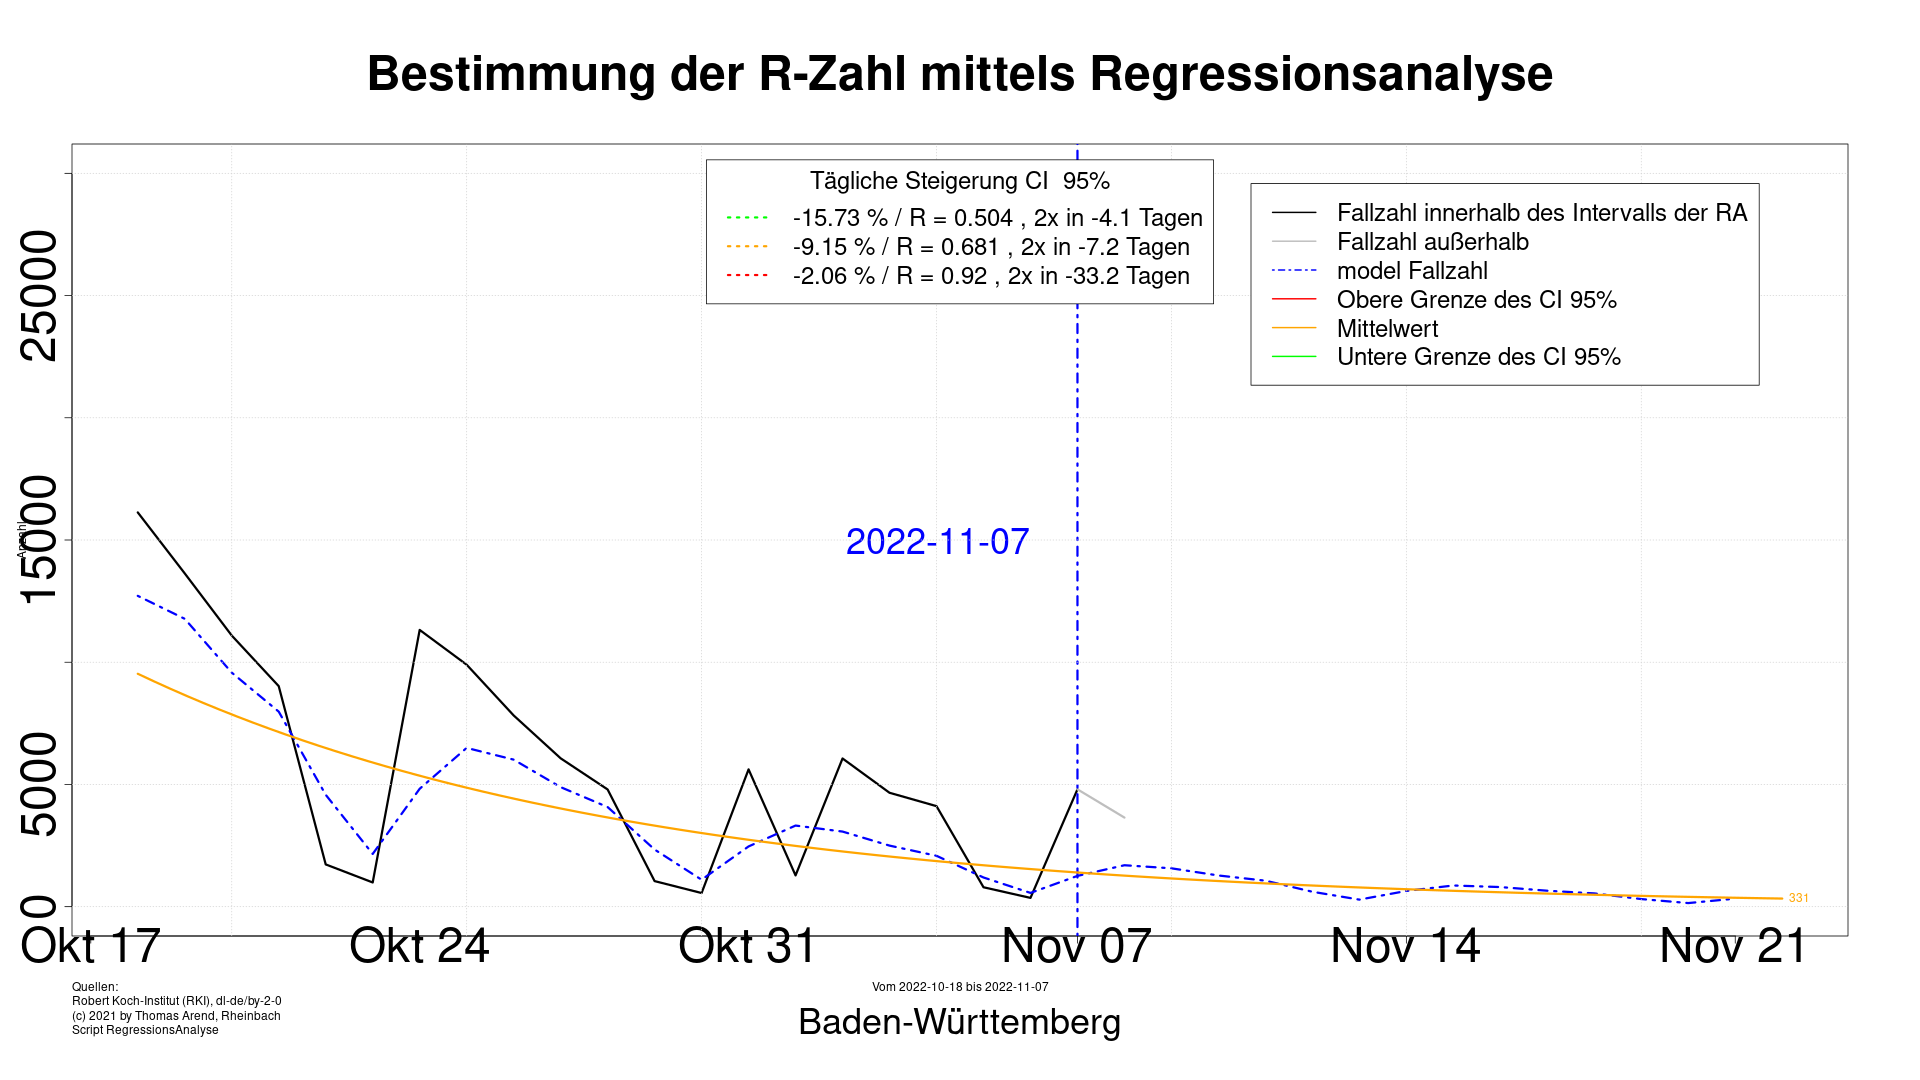 Bestimmung der R-Zahl mittels Regressionsanalyse
Tägliche Steigerung CI  95%
-15.73 % / R = 0.504 , 2x in -4.1 Tagen
-9.15 % / R = 0.681 , 2x in -7.2 Tagen
-2.06 % / R = 0.92 , 2x in -33.2 Tagen
Fallzahl innerhalb des Intervalls der RA
Fallzahl außerhalb
model Fallzahl
Obere Grenze des CI 95%
Mittelwert
Untere Grenze des CI 95%
25000
15000
5000
0
Anzahl
2022-11-07
331
Okt 17
Okt 24
Okt 31
Nov 07
Nov 14
Nov 21
Quellen:
Robert Koch-Institut (RKI), dl-de/by-2-0
(c) 2021 by Thomas Arend, Rheinbach
Script RegressionsAnalyse
Vom 2022-10-18 bis 2022-11-07
Baden-Württemberg